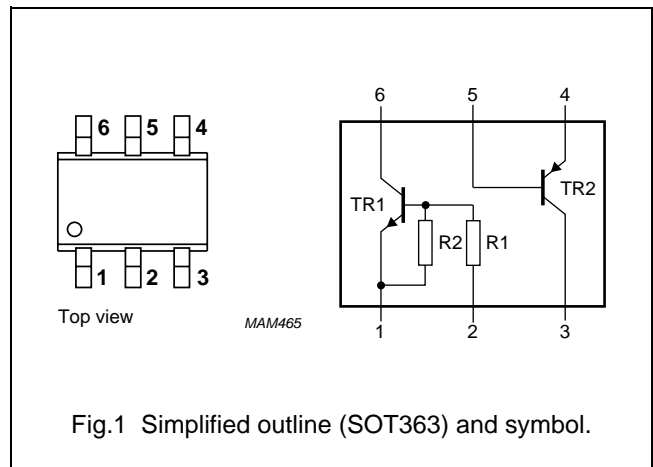 6 5 4
1 2 3
Top view
MAM465
6 5 4
TR1 TR2
R2 R1
1 2 3
Fig.1 Simplified outline (SOT363) and symbol.